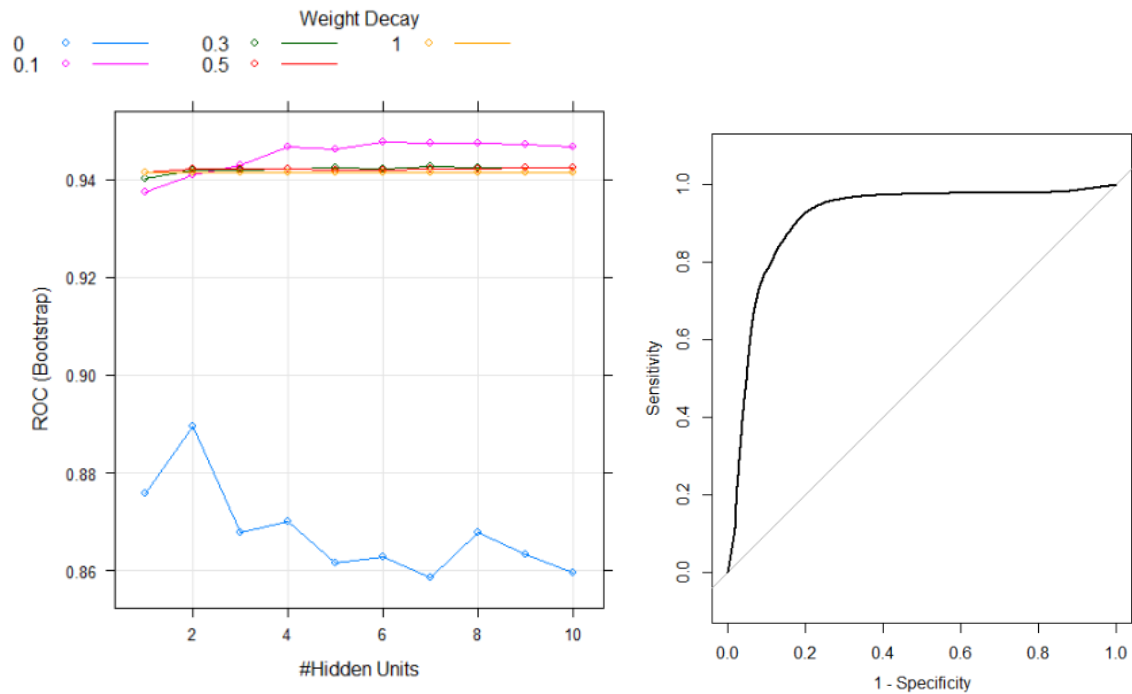 Weight Decay
0 0.3 1
0.1 0.5
ROC (Bootstrap)
0.94
0.92
0.90
0.88
0.86
2 4 6 8 10
#Hidden Units
Sensitivity
1.0
0.8
0.6
0.4
0.2
0.0
0.0 0.2 0.4 0.6 0.8 1.0
1 - Specificity